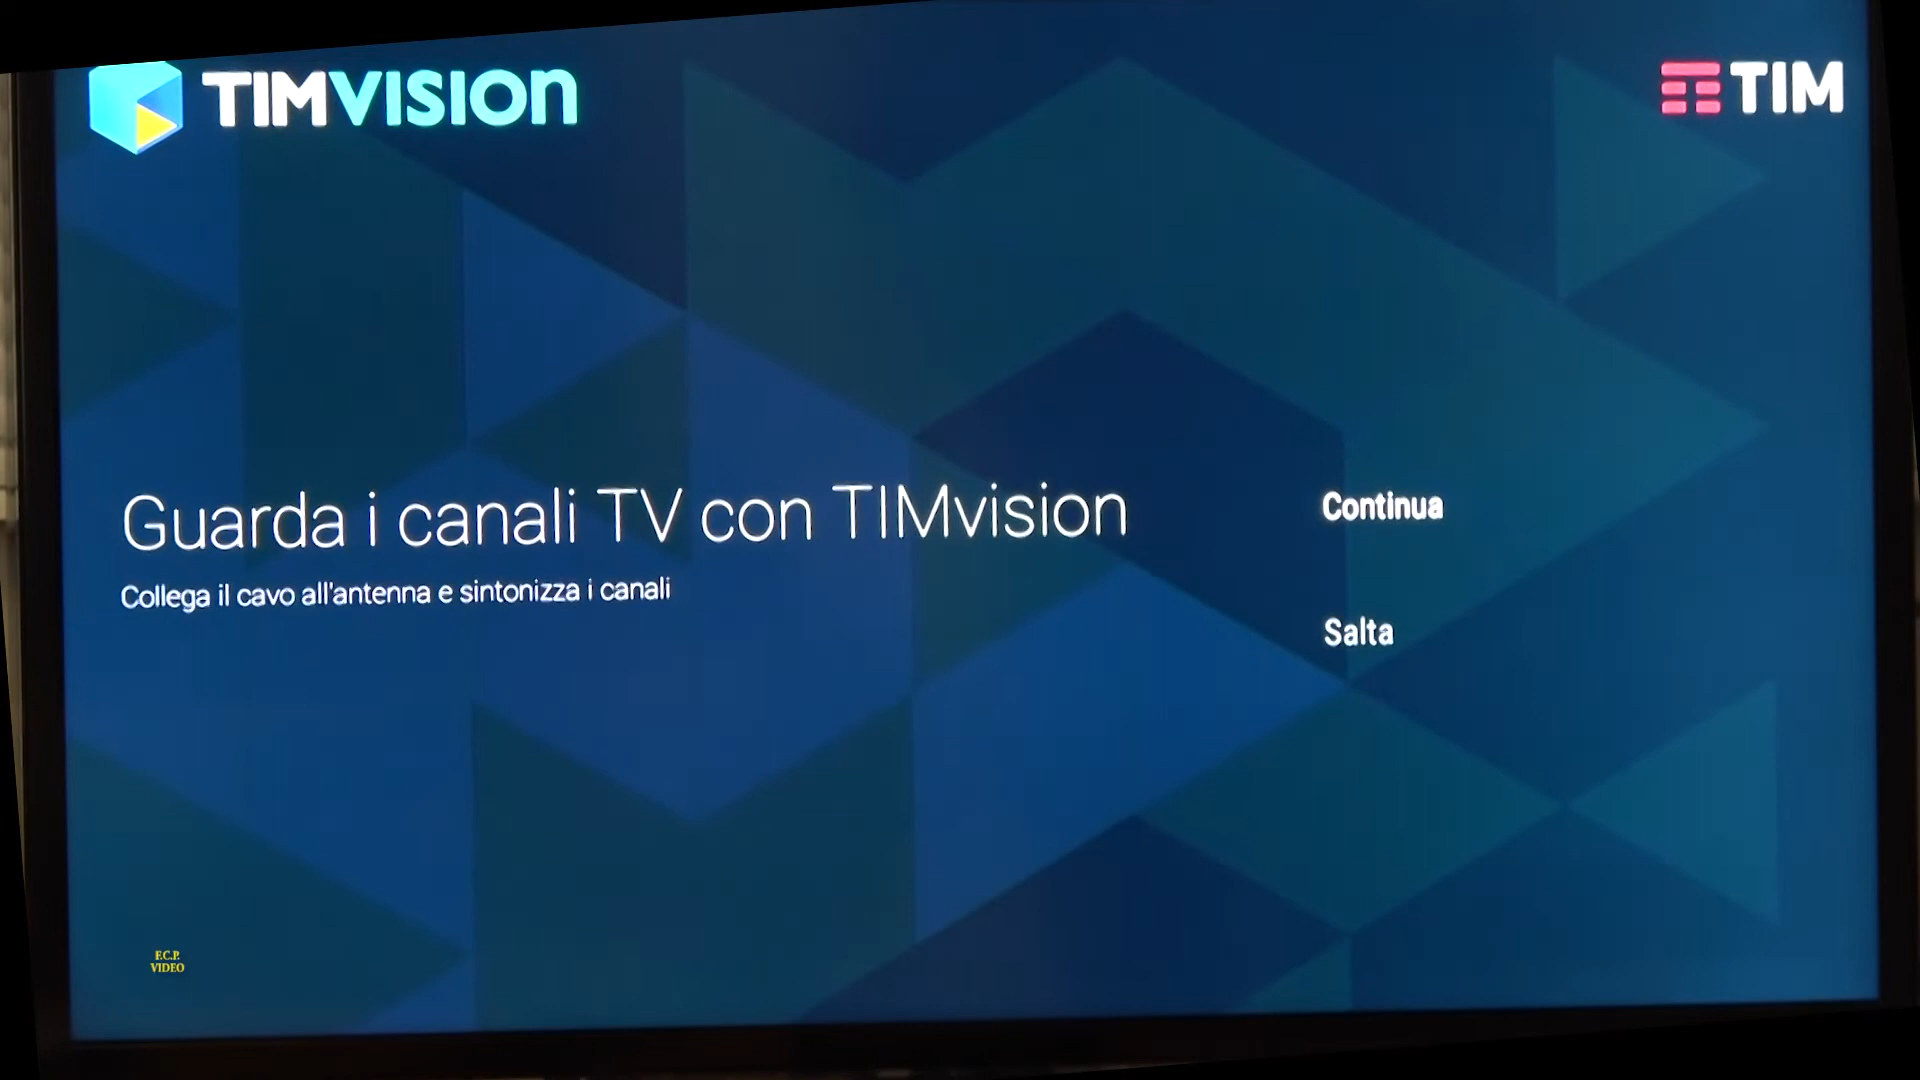 TIMVISION
TIM
Guarda i canali TV con TIMvision
Collega il cavo all'antenna e sintonizza i canali
Continua
Salta
F.C.P.
VIDEO